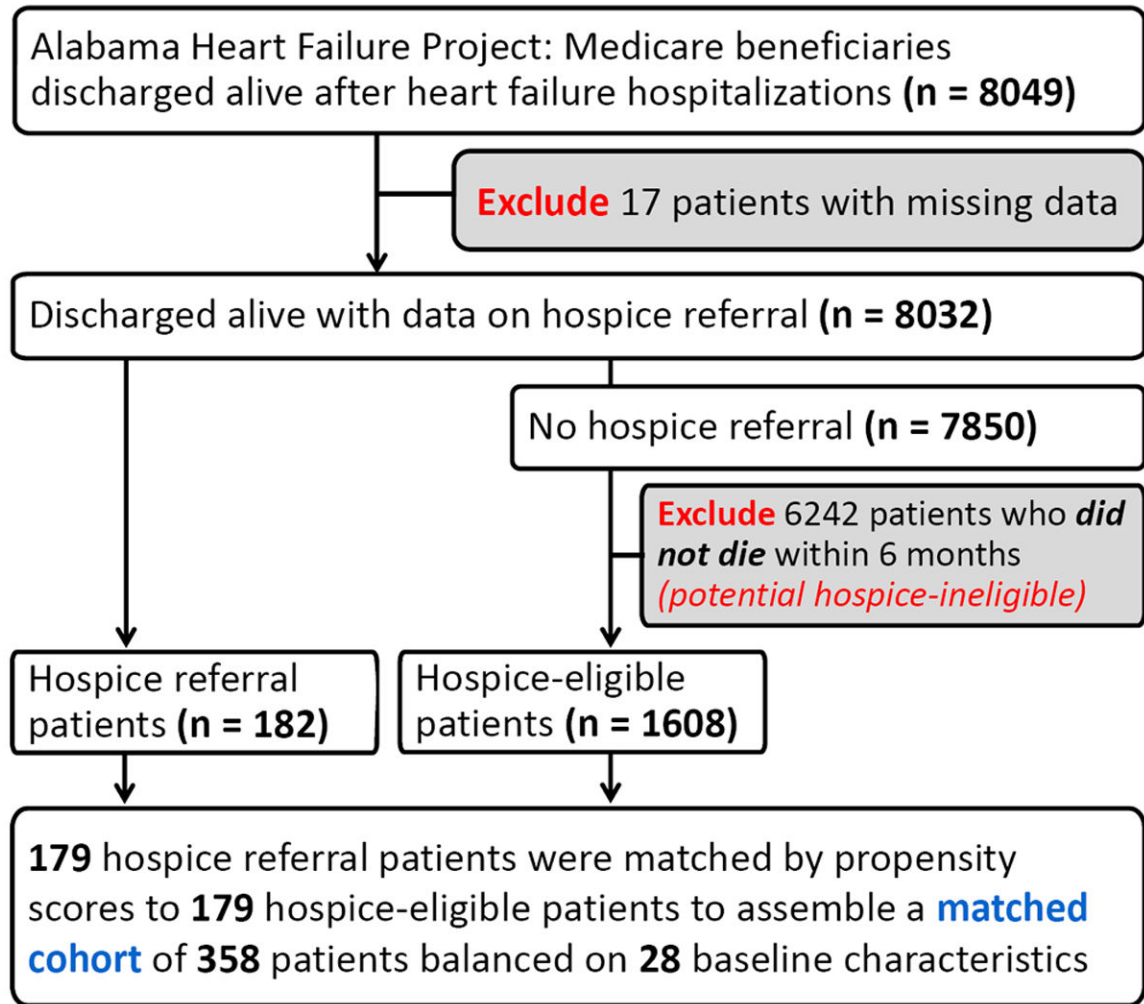 Alabama Heart Failure Project: Medicare beneficiaries
discharged alive after heart failure hospitalizations (n = 8049)
Exclude 17 patients with missing data
Discharged alive with data on hospice referral (n = 8032)
No hospice referral (n = 7850)
Exclude 6242 patients who did
not die within 6 months
(potential hospice-ineligible)
Hospice referral
patients (n = 182)
Hospice-eligible
patients (n = 1608)
179 hospice referral patients were matched by propensity
scores to 179 hospice-eligible patients to assemble a matched
cohort of 358 patients balanced on 28 baseline characteristics